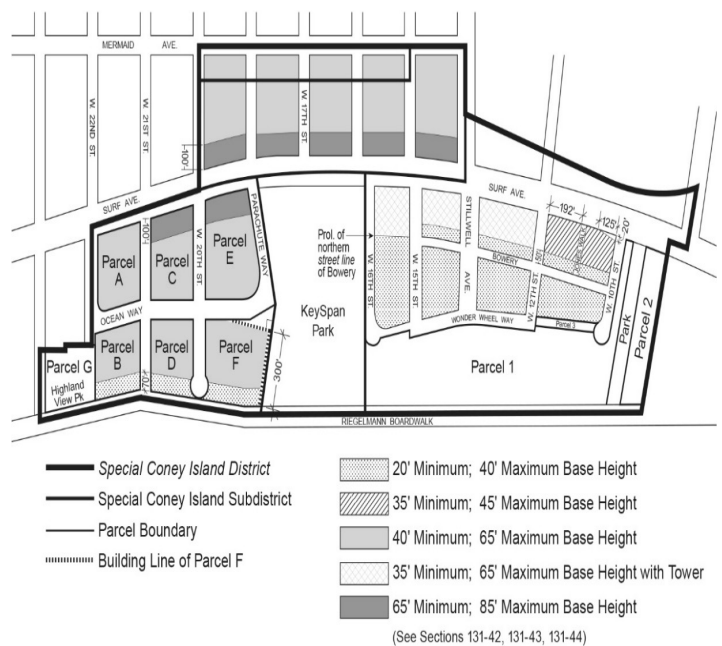 MERMAID AVE.
W. 22ND ST.
W. 21ST ST.
W. 17TH ST.
100'
SURF AVE.
100'
Parcel
A
Parcel
C
W. 20TH ST.
Parcel
E
PARACHUTE WAY
Prol. of
northern
street line
of Bowery
W. 16TH ST.
W. 15TH ST.
STILLWELL
AVE.
SURF AVE.
BOWERY
50'
W. 12TH ST.
192'
JONES WALK
125'
20'
W. 10TH ST.
KeySpan
Park
OCEAN WAY
WONDER WHEEL WAY
Parcel 3
Parcel G
Highland
View Pk
Parcel
B
70'
Parcel
D
Parcel
F
300'
Parcel 1
Park
Parcel 2
RIEGELMANN BOARDWALK
Special Coney Island District
Special Coney Island Subdistrict
Parcel Boundary
Building Line of Parcel F
20' Minimum; 40' Maximum Base Height
35' Minimum; 45' Maximum Base Height
40' Minimum; 65' Maximum Base Height
35' Minimum; 65' Maximum Base Height with Tower
65' Minimum; 85' Maximum Base Height
(See Sections 131-42, 131-43, 131-44)